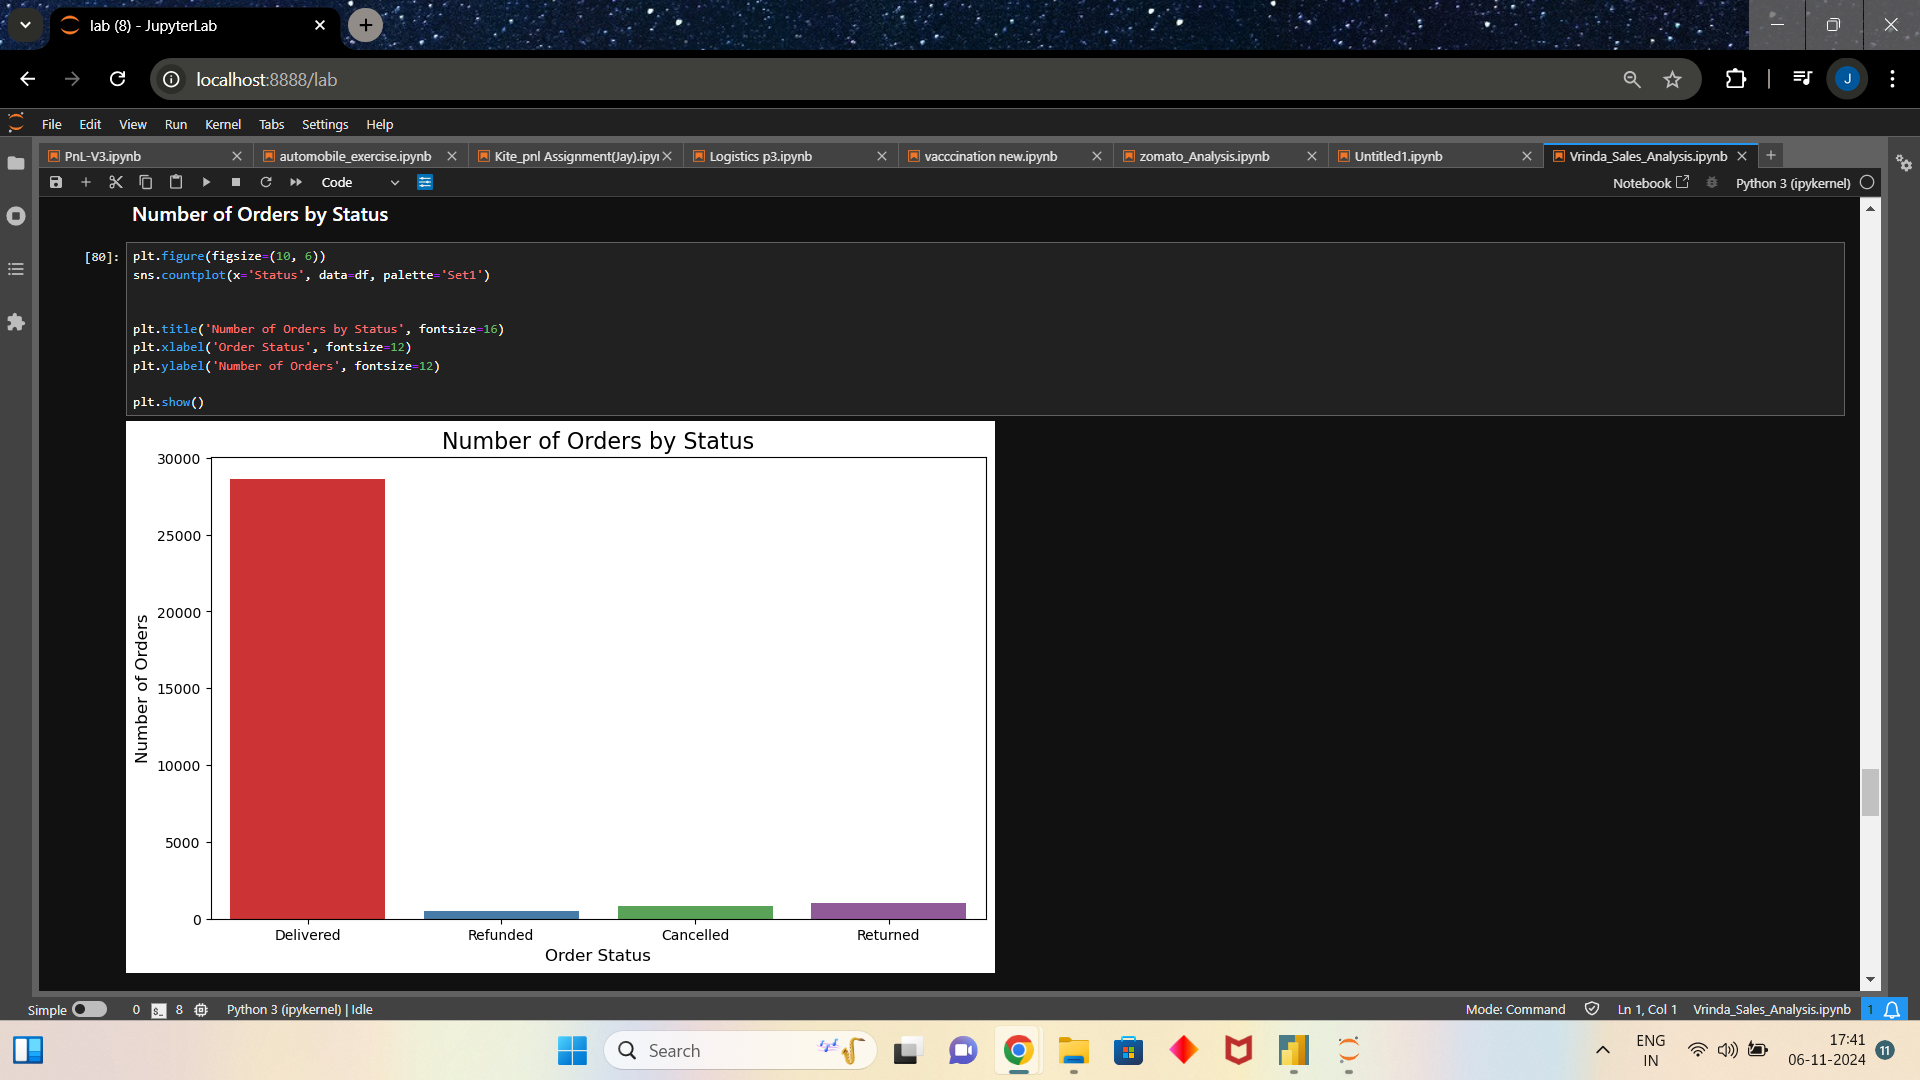 lab (8) - JupyterLab
localhost:8888/lab
J
File Edit View Run Kernel Tabs Settings Help
PnL-V3.ipynb automobile_exercise.ipynb Kite_pnl Assignment(Jay).ipyn Logistics p3.ipynb vacccination new.ipynb zomato_Analysis.ipynb Untitled1.ipynb Vrinda_Sales_Analysis.ipynb
Code Notebook Python 3 (ipykernel)
Number of Orders by Status
[80]: plt.figure(figsize=(10, 6))
sns.countplot(x='Status', data=df, palette='Set1')
plt.title('Number of Orders by Status', fontsize=16)
plt.xlabel('Order Status', fontsize=12)
plt.ylabel('Number of Orders', fontsize=12)
plt.show()
Number of Orders by Status
30000
25000
20000
15000
10000
5000
0
Number of Orders
Delivered Refunded Cancelled Returned
Order Status
Simple 0 $_ 8 Python 3 (ipykernel) | Idle Mode: Command Ln 1, Col 1 Vrinda_Sales_Analysis.ipynb 1
Search
ENG
IN
17:41
06-11-2024
11